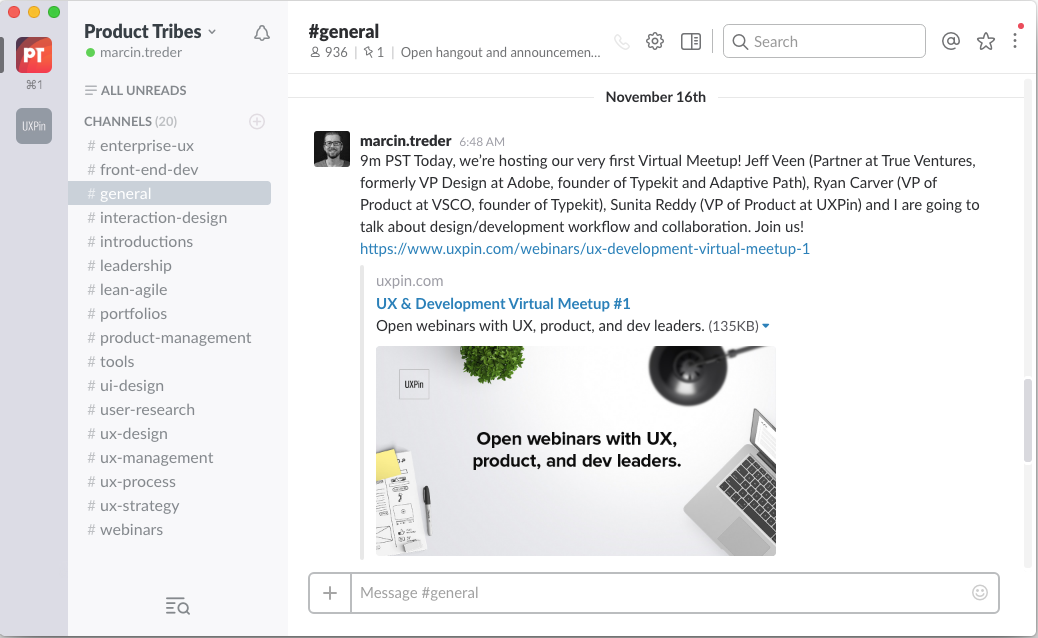 PT
⌘1
UXPin
Product Tribes
marcin.treder
ALL UNREADS
CHANNELS (20)
# enterprise-ux
# front-end-dev
# general
# interaction-design
# introductions
# leadership
# lean-agile
# portfolios
# product-management
# tools
# ui-design
# user-research
# ux-design
# ux-management
# ux-process
# ux-strategy
# webinars
#general
936 | 1 | Open hangout and announcemen...
Search
November 16th
marcin.treder 6:48 AM
9m PST Today, we're hosting our very first Virtual Meetup! Jeff Veen (Partner at True Ventures,
formerly VP Design at Adobe, founder of Typekit and Adaptive Path), Ryan Carver (VP of
Product at VSCO, founder of Typekit), Sunita Reddy (VP of Product at UXPin) and I are going to
talk about design/development workflow and collaboration. Join us!
https://www.uxpin.com/webinars/ux-development-virtual-meetup-1
uxpin.com
UX & Development Virtual Meetup #1
Open webinars with UX, product, and dev leaders. (135KB)
UXPin
Open webinars with UX,
product, and dev leaders.
Message #general